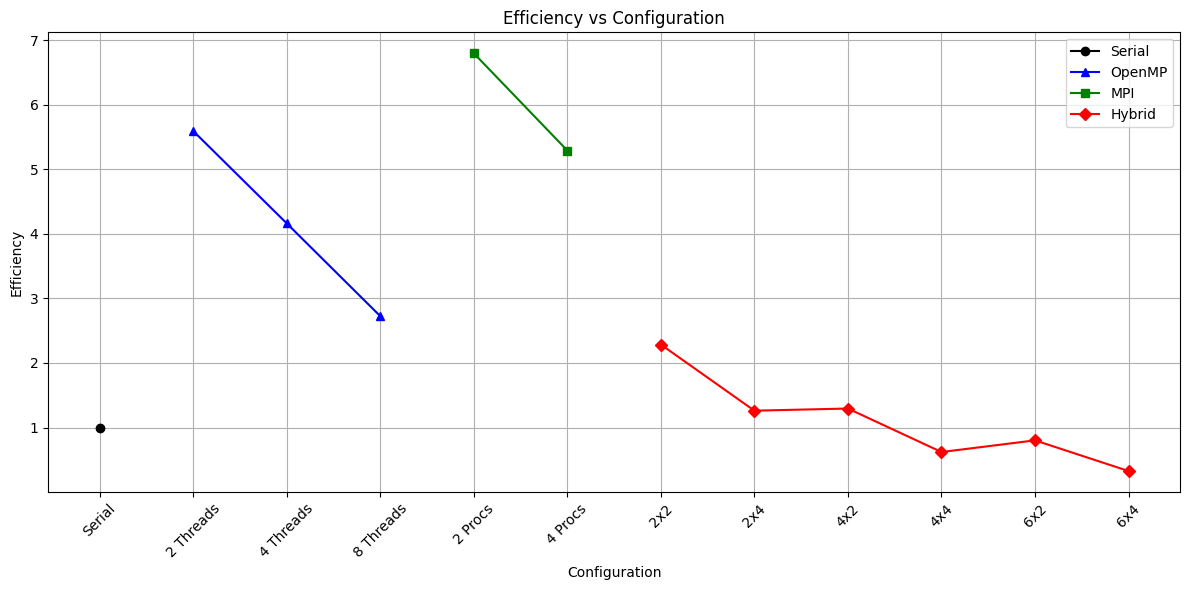 Efficiency vs Configuration
Serial
OpenMP
MPI
Hybrid
Efficiency
7
6
5
4
3
2
1
Serial
2 Threads
4 Threads
8 Threads
2 Procs
4 Procs
2x2
2x4
4x2
4x4
6x2
6x4
Configuration